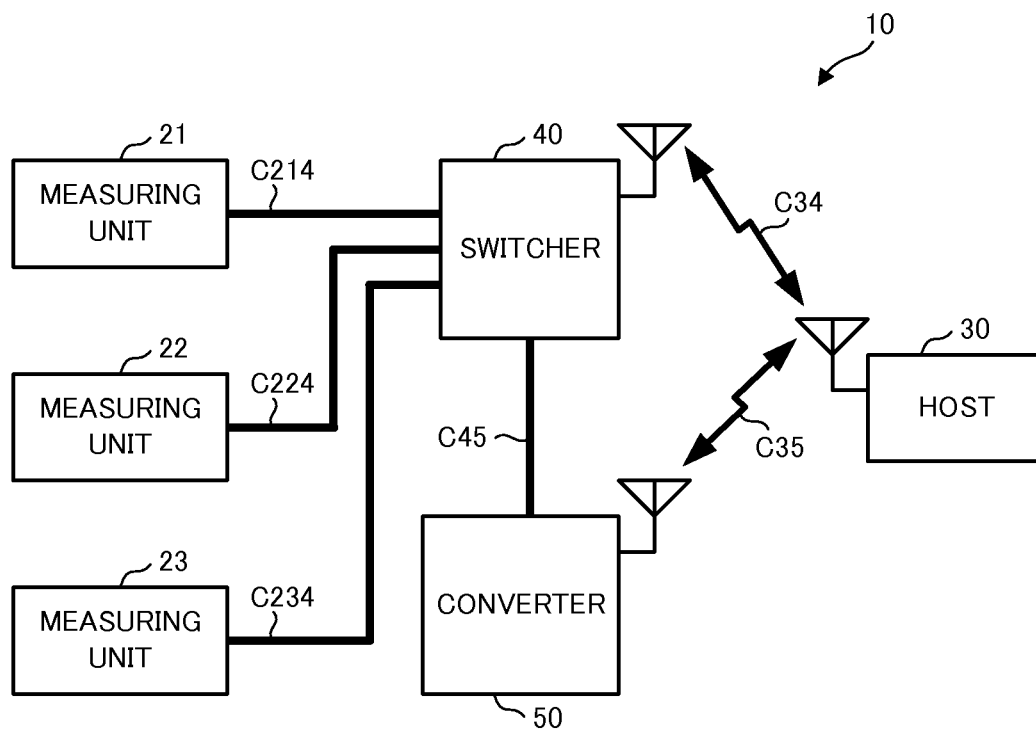 10
21
MEASURING
UNIT
C214
40
SWITCHER
C34
22
MEASURING
UNIT
C224
30
HOST
C45
C35
23
MEASURING
UNIT
C234
CONVERTER
50